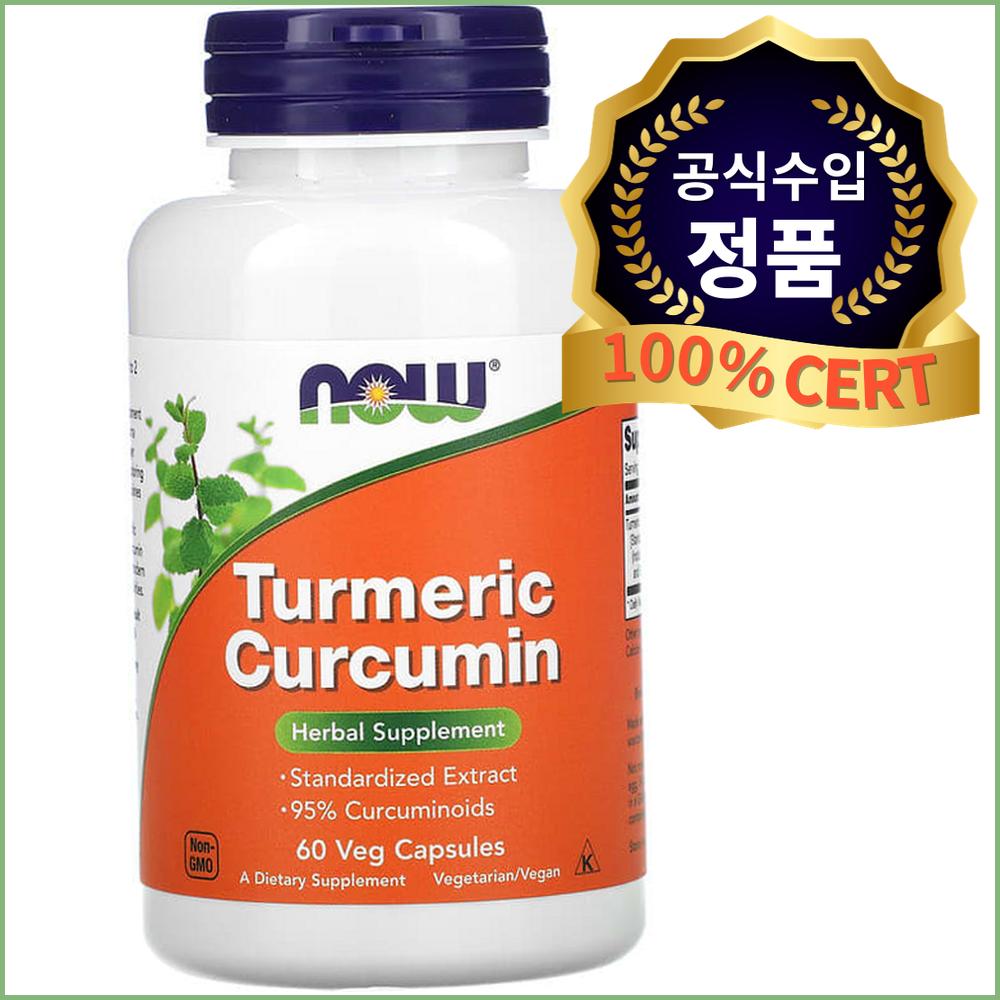 공식수입
정품
100% CERT
now®
Turmeric
Curcumin
Herbal Supplement
•Standardized Extract
•95% Curcuminoids
60 Veg Capsules
Non-
GMO
A Dietary Supplement Vegetarian/Vegan
K